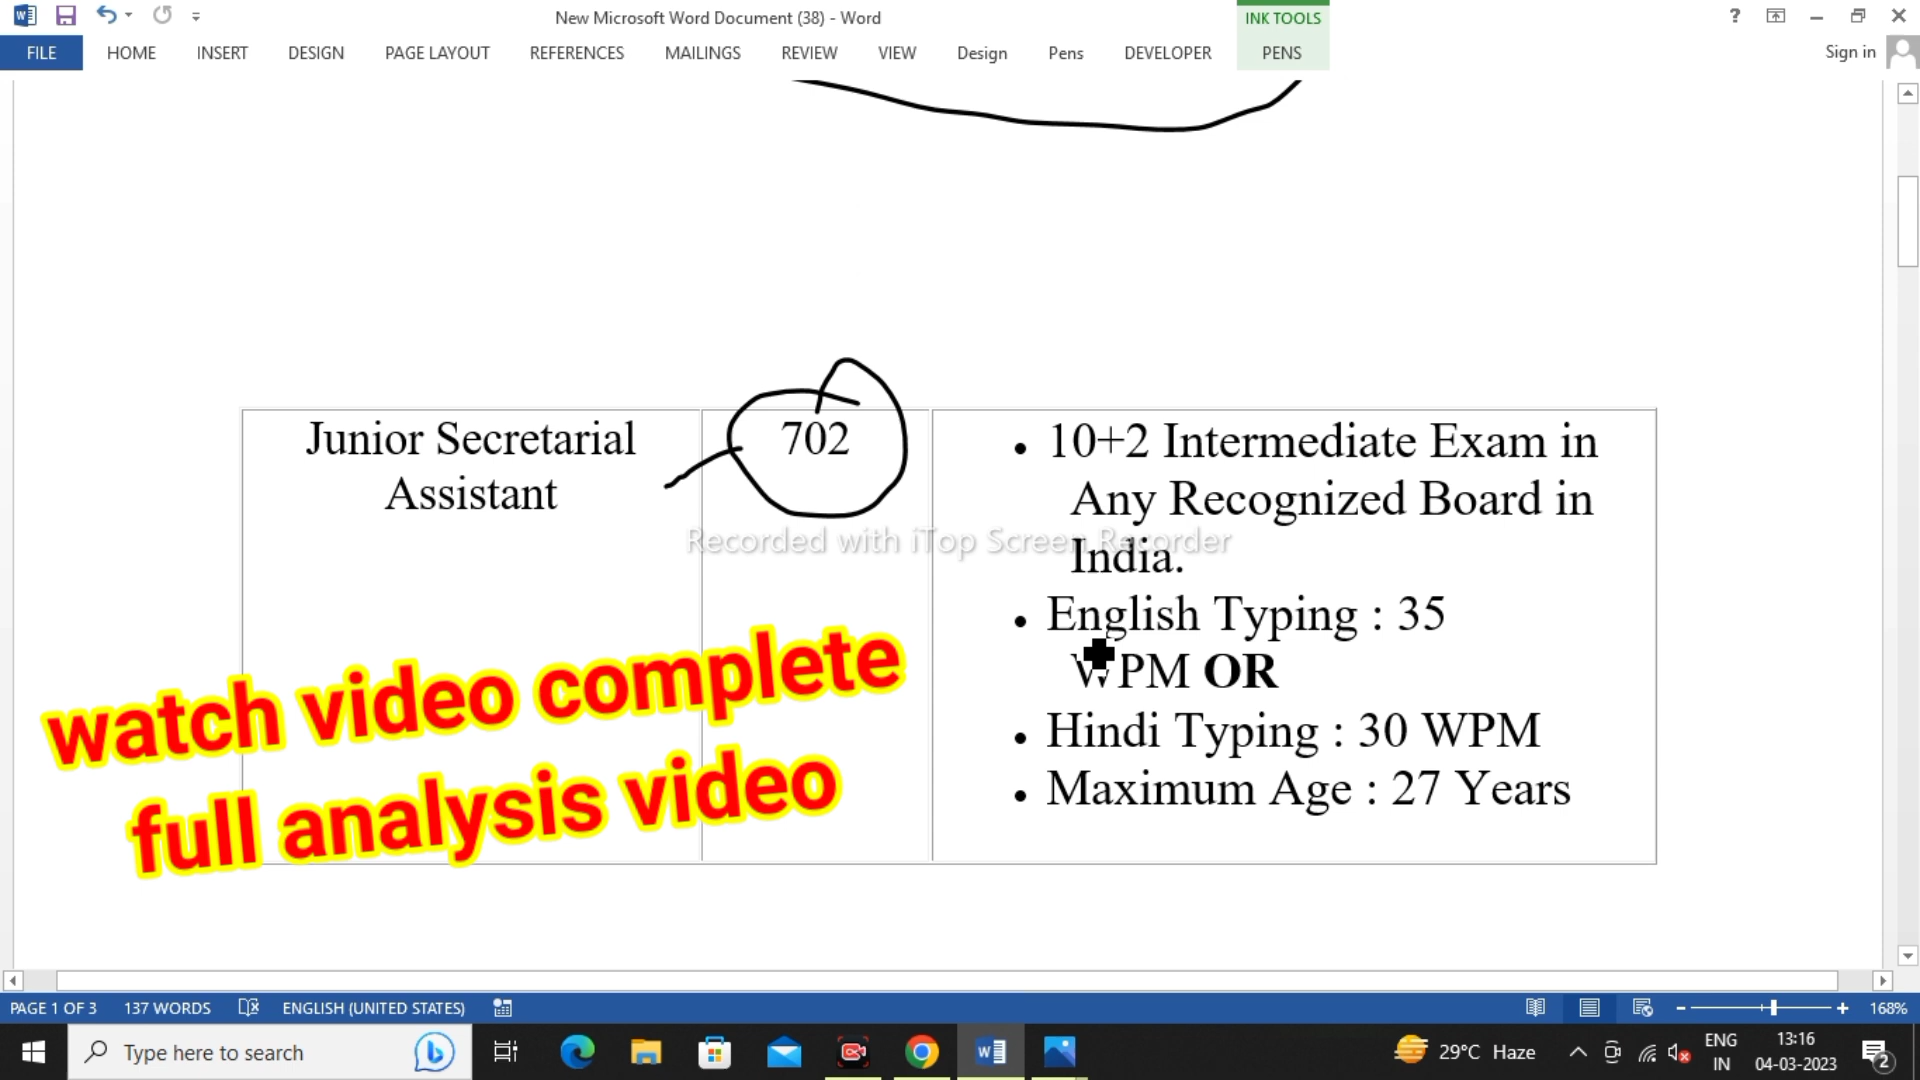 New Microsoft Word Document (38) - Word
INK TOOLS
FILE HOME INSERT DESIGN PAGE LAYOUT REFERENCES MAILINGS REVIEW VIEW Design Pens DEVELOPER PENS
Sign in
Junior Secretarial
Assistant
702
• 10+2 Intermediate Exam in
Any Recognized Board in
India.
• English Typing : 35
WPM OR
• Hindi Typing : 30 WPM
• Maximum Age : 27 Years
Recorded with iTop Screen Recorder
watch video complete
full analysis video
PAGE 1 OF 3 137 WORDS ENGLISH (UNITED STATES) 168%
Type here to search
29°C Haze
ENG
IN
13:16
04-03-2023
2